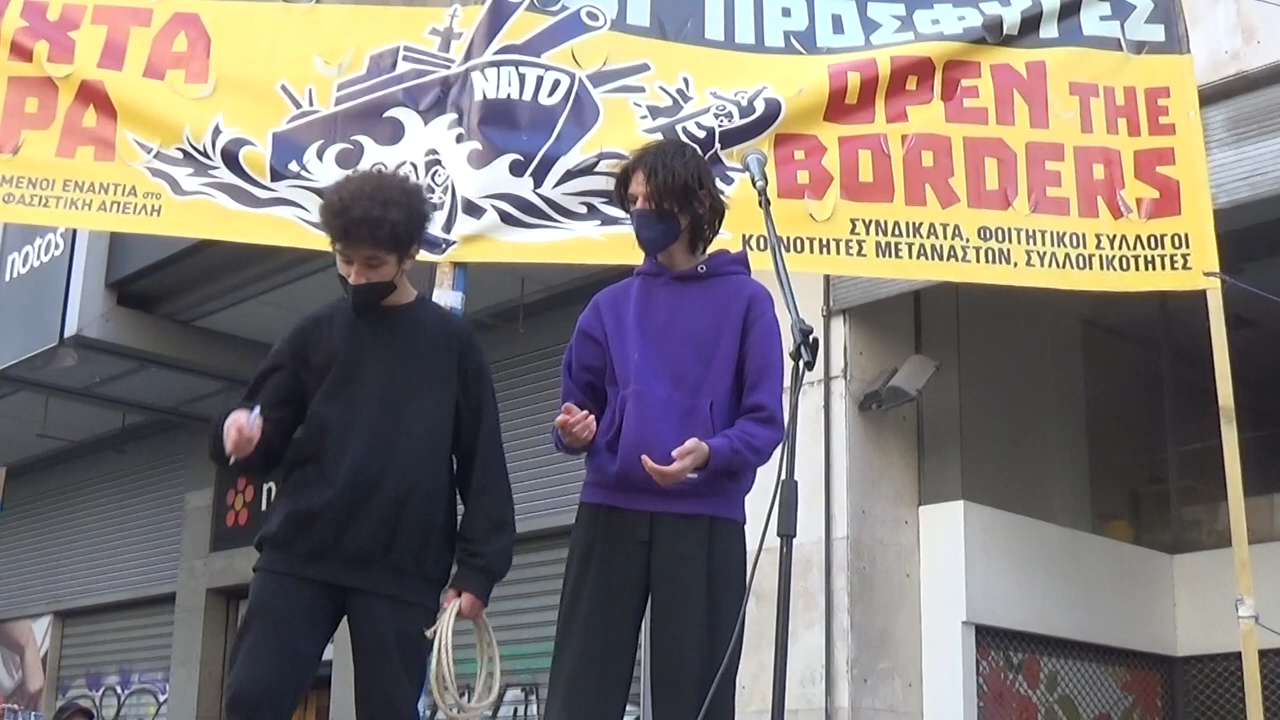 ΠΡΟΣΦΥΓΕΣ
ΧΤΑ
ΡΑ
ΜΕΝΟΙ ΕΝΑΝΤΙΑ στο
ΦΑΣΙΣΤΙΚΗ ΑΠΕΙΛΗ
NATO
OPEN THE
BORDERS
ΣΥΝΔΙΚΑΤΑ, ΦΟΙΤΗΤΙΚΟΙ ΣΥΛΛΟΓΟΙ
ΚΟΙΝΟΤΗΤΕΣ ΜΕΤΑΝΑΣΤΩΝ, ΣΥΛΛΟΓΙΚΟΤΗΤΕΣ
notos